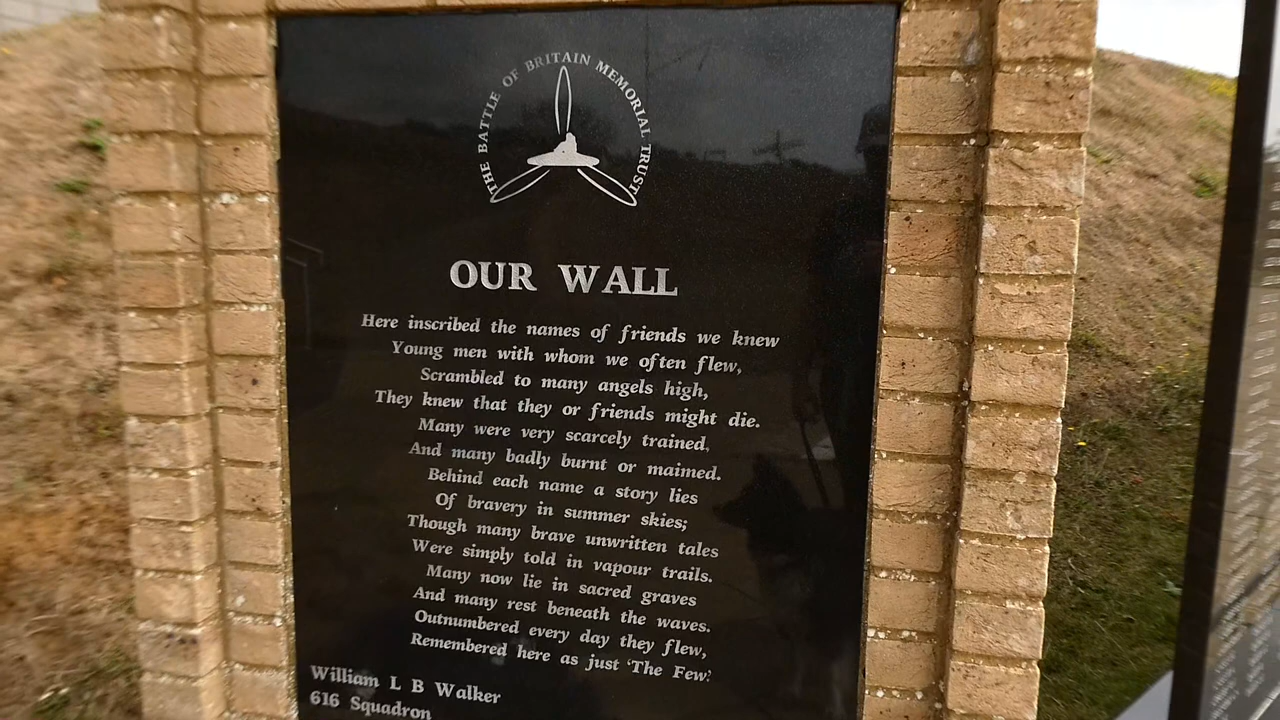 THE BATTLE OF BRITAIN MEMORIAL TRUST
OUR WALL
Here inscribed the names of friends we knew
Young men with whom we often flew,
Scrambled to many angels high,
They knew that they or friends might die.
Many were very scarcely trained,
And many badly burnt or maimed.
Behind each name a story lies
Of bravery in summer skies;
Though many brave unwritten tales
Were simply told in vapour trails.
Many now lie in sacred graves
And many rest beneath the waves.
Outnumbered every day they flew,
Remembered here as just 'The Few'.
William L B Walker
616 Squadron